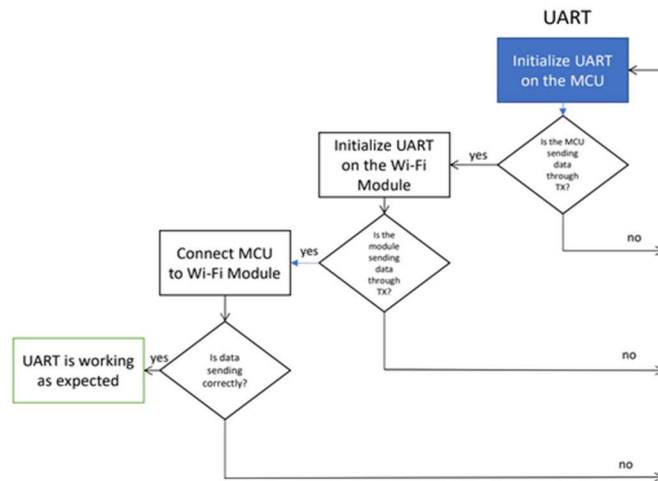 UART
Initialize UART
on the MCU
Is the MCU
sending
data
through
TX?
yes
no
Initialize UART
on the Wi-Fi
Module
Is the
module
sending
data
through
TX?
yes
no
Connect MCU
to Wi-Fi Module
Is data
sending
correctly?
yes
no
UART is working
as expected